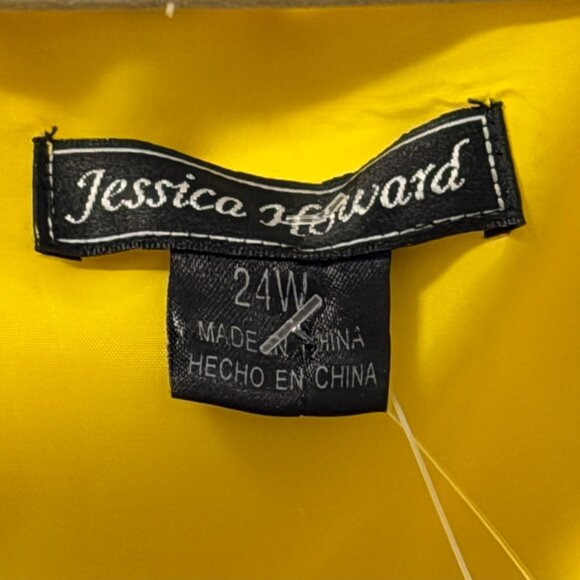 Jessica Howard
24W
MADE IN CHINA
HECHO EN CHINA